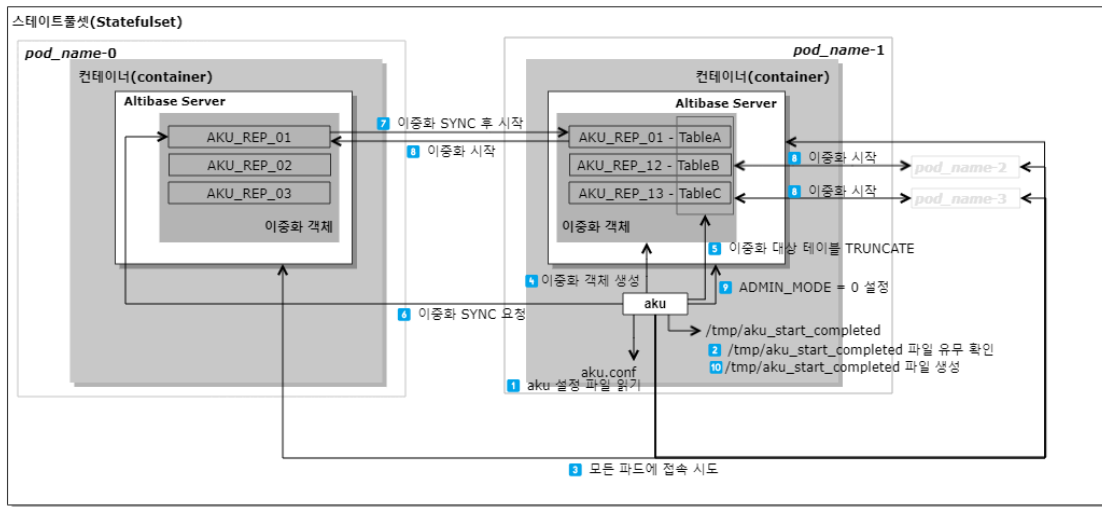 스테이트풀셋(Statefulset)
pod_name-0
컨테이너(container)
Altibase Server
AKU_REP_01
AKU_REP_02
AKU_REP_03
이중화 객체
pod_name-1
컨테이너(container)
Altibase Server
AKU_REP_01 - TableA
AKU_REP_12 - TableB
AKU_REP_13 - TableC
이중화 객체
7 이중화 SYNC 후 시작
8 이중화 시작
8 이중화 시작
8 이중화 시작
pod_name-2
pod_name-3
5 이중화 대상 테이블 TRUNCATE
4 이중화 객체 생성
9 ADMIN_MODE = 0 설정
aku
6 이중화 SYNC 요청
/tmp/aku_start_completed
2 /tmp/aku_start_completed 파일 유무 확인
10 /tmp/aku_start_completed 파일 생성
aku.conf
1 aku 설정 파일 읽기
3 모든 파드에 접속 시도